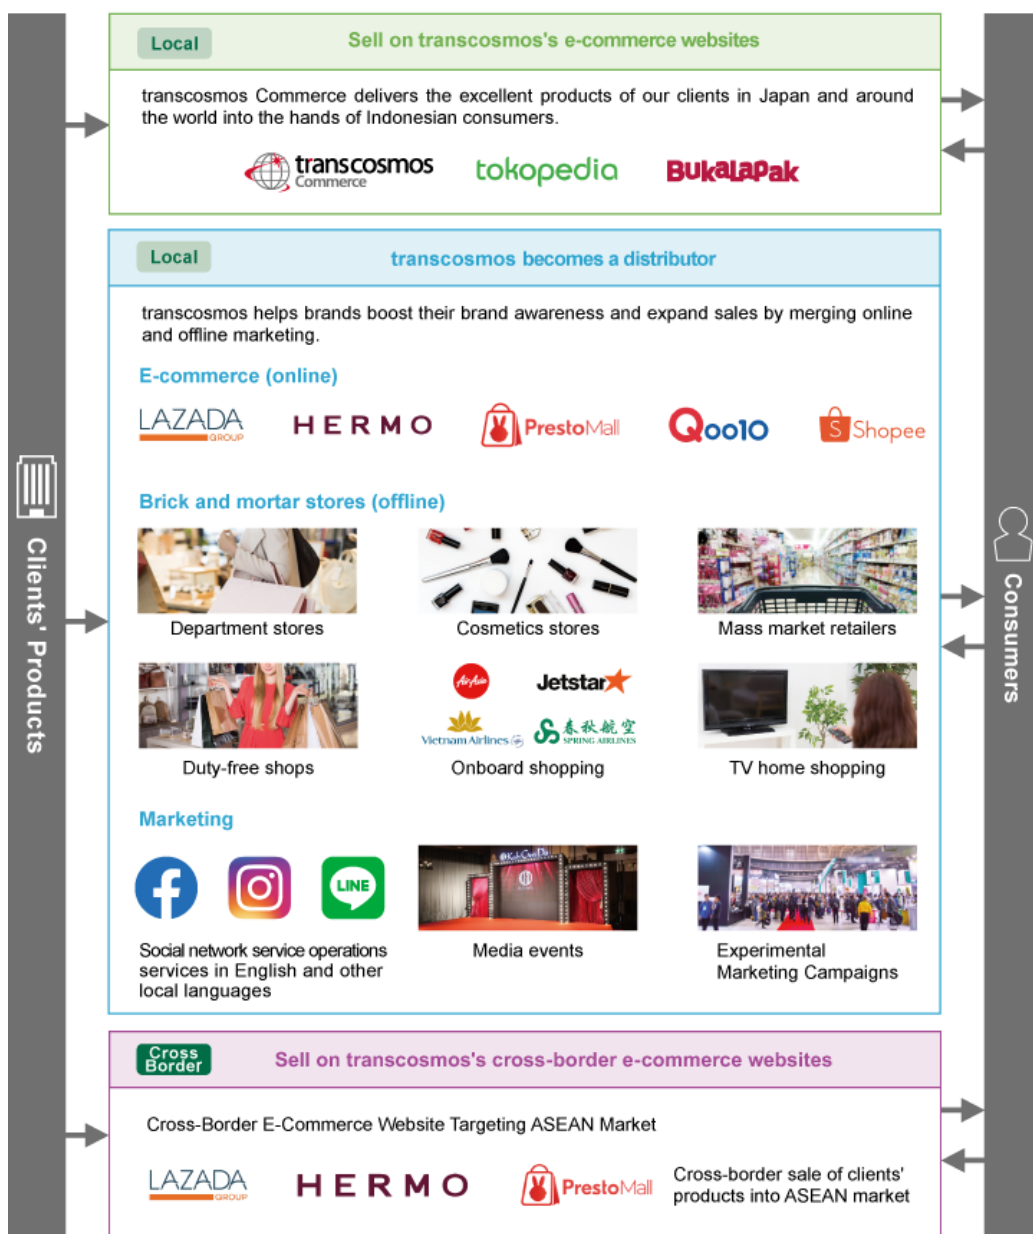 Local
Sell on transcosmos's e-commerce websites
transcosmos Commerce delivers the excellent products of our clients in Japan and around
the world into the hands of Indonesian consumers.
transcosmos
Commerce
tokopedia
BukaLapak
Local
transcosmos becomes a distributor
transcosmos helps brands boost their brand awareness and expand sales by merging online
and offline marketing.
E-commerce (online)
LAZADA
GROUP
HERMO
PrestoMall
Qoo10
S Shopee
Brick and mortar stores (offline)
Department stores
Cosmetics stores
Mass market retailers
AirAsia
Jetstar
Vietnam Airlines
春秋航空
SPRING AIRLINES
Duty-free shops
Onboard shopping
TV home shopping
Marketing
LINE
Social network service operations
services in English and other
local languages
Media events
Experimental
Marketing Campaigns
Cross
Border
Sell on transcosmos's cross-border e-commerce websites
Cross-Border E-Commerce Website Targeting ASEAN Market
LAZADA
GROUP
HERMO
PrestoMall
Cross-border sale of clients'
products into ASEAN market
Clients' Products
Consumers